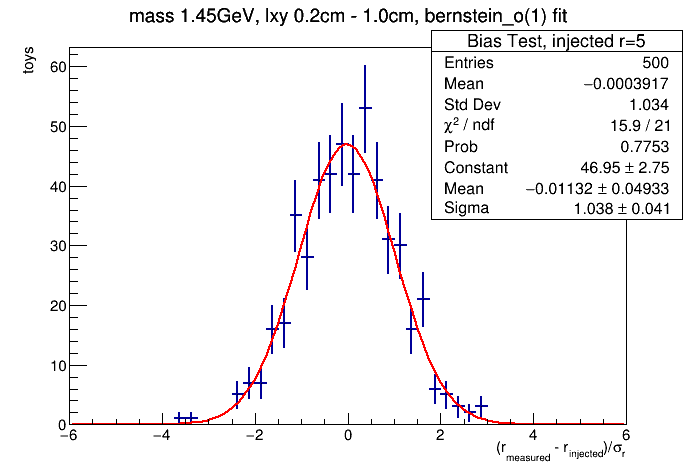 mass 1.45GeV, lxy 0.2cm - 1.0cm, bernstein_o(1) fit
toys
Bias Test, injected r=5
Entries 500
Mean −0.0003917
Std Dev 1.034
χ² / ndf 15.9 / 21
Prob 0.7753
Constant 46.95 ± 2.75
Mean −0.01132 ± 0.04933
Sigma 1.038 ± 0.041
60
50
40
30
20
10
0
−6 −4 −2 0 2 4 6
(r_measured - r_injected)/σ_r